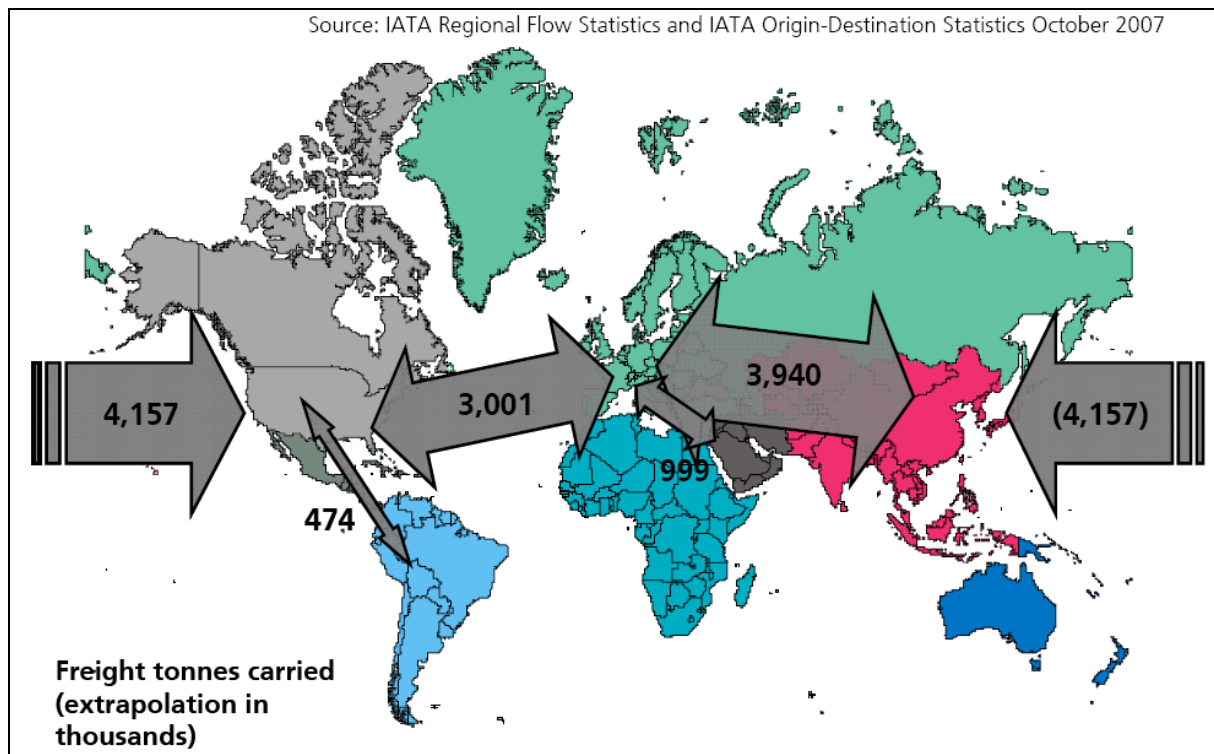 Source: IATA Regional Flow Statistics and IATA Origin-Destination Statistics October 2007
4,157
3,001
3,940
(4,157)
999
474
Freight tonnes carried
(extrapolation in
thousands)